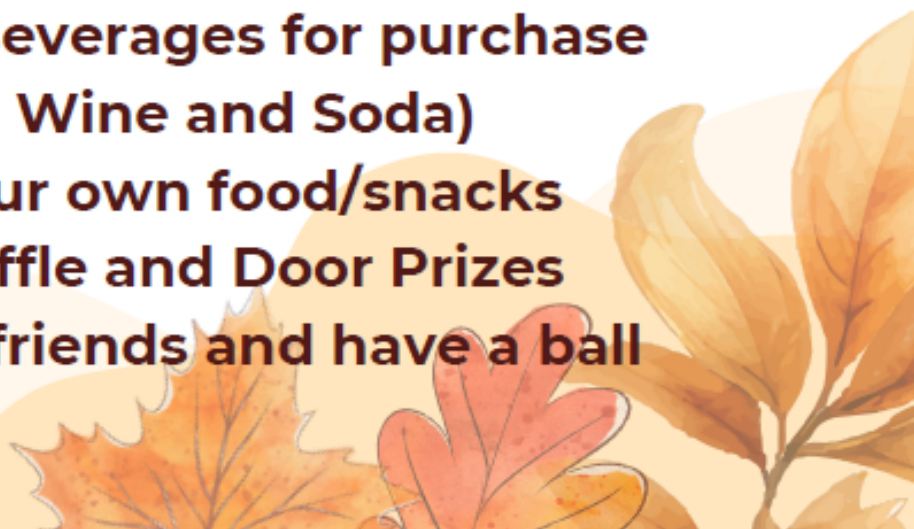 everages for purchase
Wine and Soda)
ur own food/snacks
ffle and Door Prizes
friends and have a ball